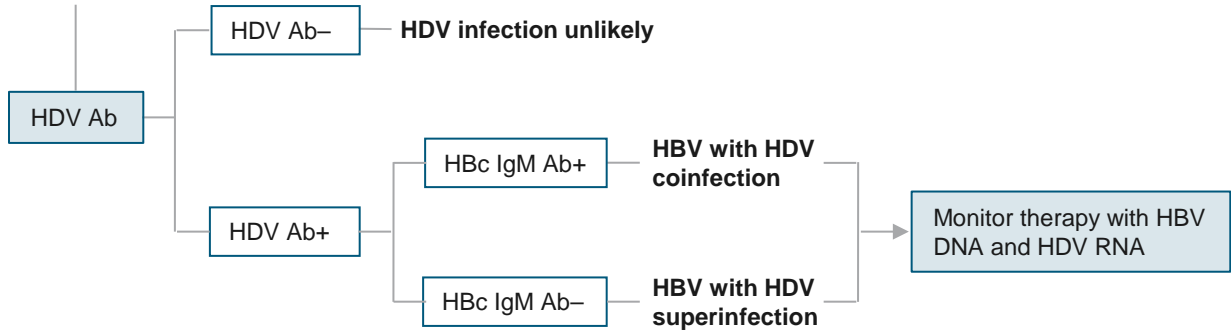 HDV Ab–
HDV infection unlikely
HDV Ab
HBc IgM Ab+
HBV with HDV
coinfection
HDV Ab+
Monitor therapy with HBV
DNA and HDV RNA
HBc IgM Ab–
HBV with HDV
superinfection